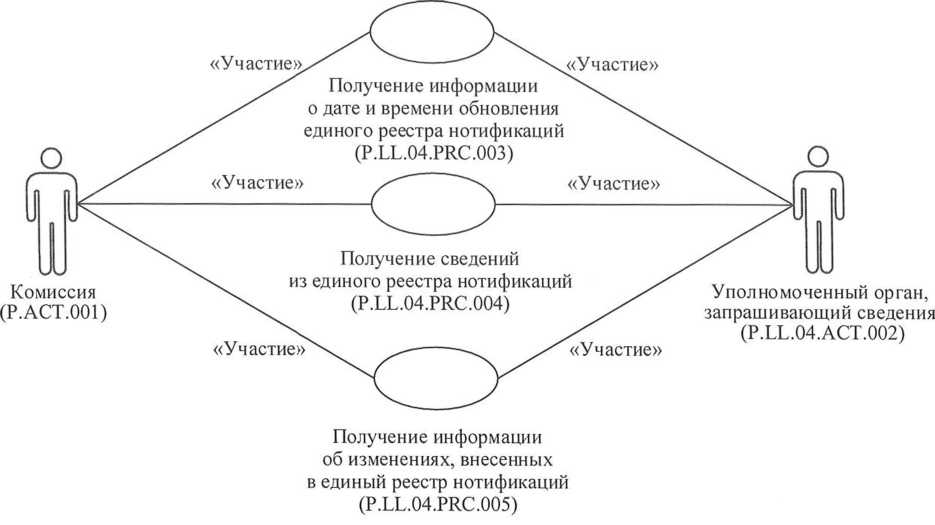 «Участие»
«Участие»
Получение информации
о дате и времени обновления
единого реестра нотификаций
(P.LL.04.PRC.003)
«Участие»
«Участие»
Получение сведений
из единого реестра нотификаций
(P.LL.04.PRC.004)
Комиссия
(P.ACT.001)
Уполномоченный орган,
запрашивающий сведения
(P.LL.04.ACT.002)
«Участие»
«Участие»
Получение информации
об изменениях, внесенных
в единый реестр нотификаций
(P.LL.04.PRC.005)